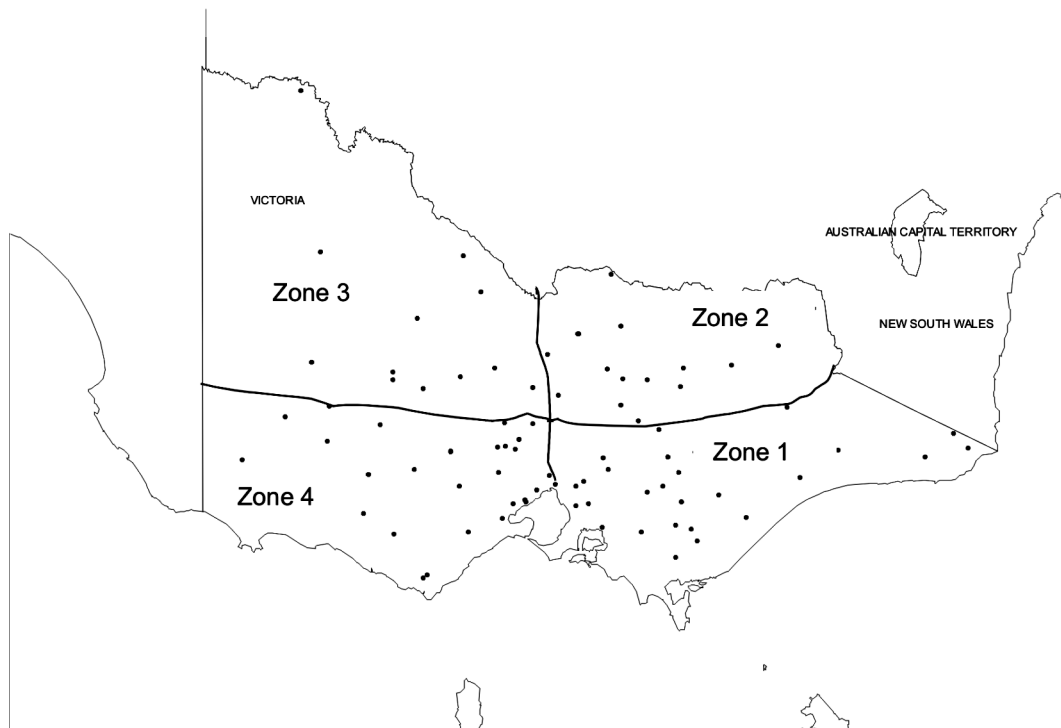 VICTORIA
AUSTRALIAN CAPITAL TERRITORY
Zone 3
Zone 2
NEW SOUTH WALES
Zone 1
Zone 4